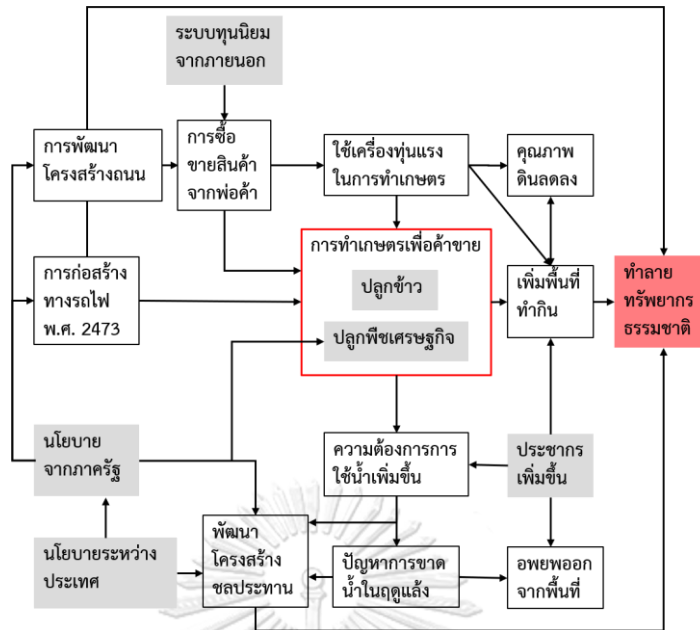 ระบบทุนนิยม
จากภายนอก
การพัฒนา
โครงสร้างถนน
การซื้อ
ขายสินค้า
จากพ่อค้า
ใช้เครื่องทุ่นแรง
ในการทำเกษตร
คุณภาพ
ดินลดลง
การก่อสร้าง
ทางรถไฟ
พ.ศ. 2473
การทำเกษตรเพื่อค้าขาย
ปลูกข้าว
ปลูกพืชเศรษฐกิจ
เพิ่มพื้นที่
ทำกิน
ทำลาย
ทรัพยากร
ธรรมชาติ
นโยบาย
จากภาครัฐ
ความต้องการการ
ใช้น้ำเพิ่มขึ้น
ประชากร
เพิ่มขึ้น
นโยบายระหว่าง
ประเทศ
พัฒนา
โครงสร้าง
ชลประทาน
ปัญหาการขาด
น้ำในฤดูแล้ง
อพยพออก
จากพื้นที่